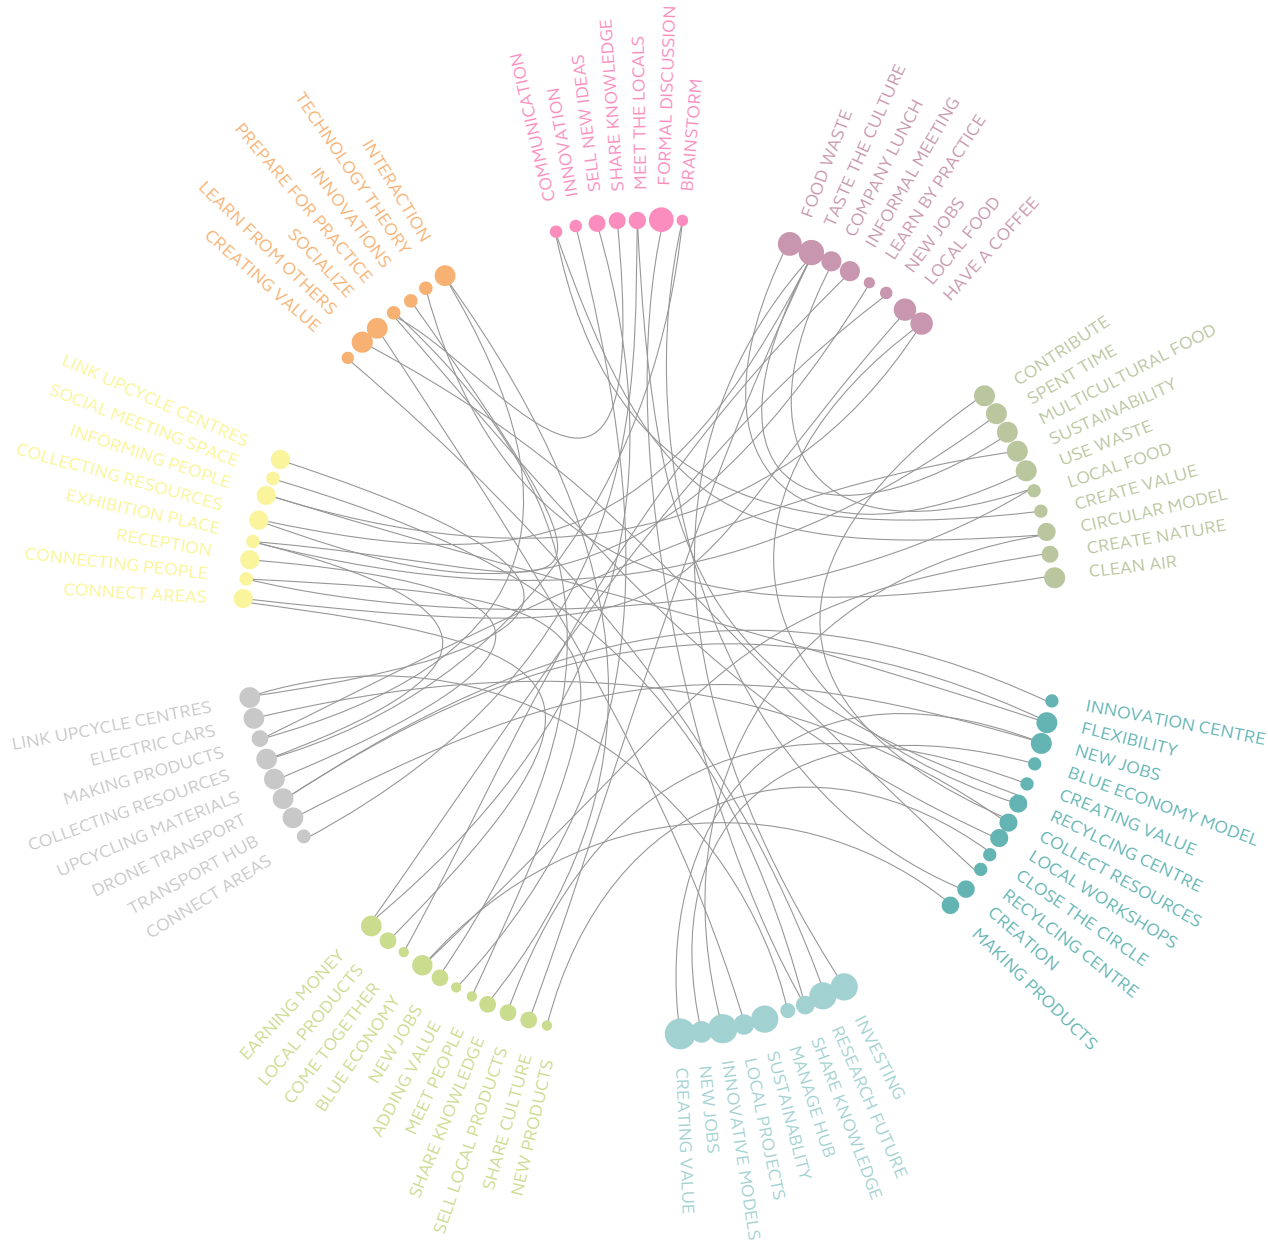 COMMUNICATION
INNOVATION
SELL NEW IDEAS
SHARE KNOWLEDGE
MEET THE LOCALS
FORMAL DISCUSSION
BRAINSTORM
FOOD WASTE
TASTE THE CULTURE
COMPANY LUNCH
INFORMAL MEETING
LEARN BY PRACTICE
NEW JOBS
LOCAL FOOD
HAVE A COFFEE
CONTRIBUTE
SPENT TIME
MULTICULTURAL FOOD
SUSTAINABILITY
USE WASTE
LOCAL FOOD
CREATE VALUE
CIRCULAR MODEL
CREATE NATURE
CLEAN AIR
INNOVATION CENTRE
FLEXIBILITY
NEW JOBS
BLUE ECONOMY MODEL
CREATING VALUE
RECYLCING CENTRE
COLLECT RESOURCES
LOCAL WORKSHOPS
CLOSE THE CIRCLE
RECYLCING CENTRE
CREATION
MAKING PRODUCTS
INVESTING
RESEARCH FUTURE
SHARE KNOWLEDGE
MANAGE HUB
SUSTAINABLITY
LOCAL PROJECTS
INNOVATIVE MODELS
NEW JOBS
CREATING VALUE
NEW PRODUCTS
SHARE CULTURE
SELL LOCAL PRODUCTS
SHARE KNOWLEDGE
MEET PEOPLE
ADDING VALUE
NEW JOBS
BLUE ECONOMY
COME TOGETHER
LOCAL PRODUCTS
EARNING MONEY
CONNECT AREAS
TRANSPORT HUB
DRONE TRANSPORT
UPCYCLING MATERIALS
COLLECTING RESOURCES
MAKING PRODUCTS
ELECTRIC CARS
LINK UPCYCLE CENTRES
CONNECT AREAS
CONNECTING PEOPLE
RECEPTION
EXHIBITION PLACE
COLLECTING RESOURCES
INFORMING PEOPLE
SOCIAL MEETING SPACE
LINK UPCYCLE CENTRES
CREATING VALUE
LEARN FROM OTHERS
SOCIALIZE
PREPARE FOR PRACTICE
INNOVATIONS
TECHNOLOGY THEORY
INTERACTION